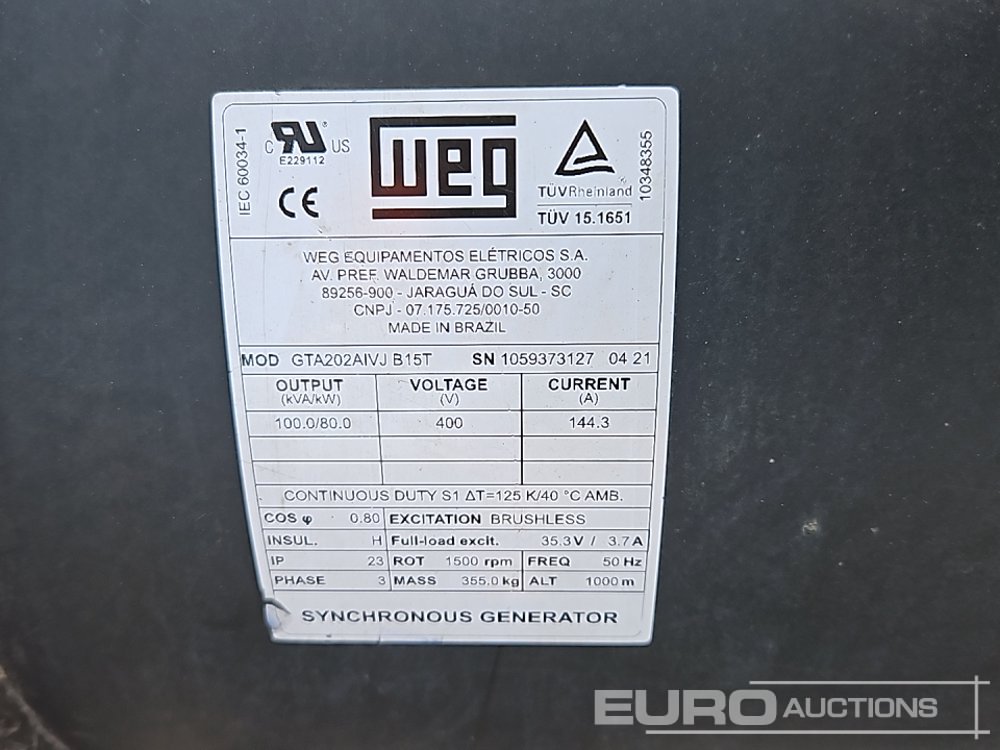 IEC 60034-1
C RU® US
E229112
CE
WEG
TÜVRheinland
TÜV 15.1651
10348355
WEG EQUIPAMENTOS ELÉTRICOS S.A.
AV. PREF. WALDEMAR GRUBBA, 3000
89256-900 - JARAGUÁ DO SUL - SC
CNPJ - 07.175.725/0010-50
MADE IN BRAZIL
MOD GTA202AIVJ B15T SN 1059373127 04 21
OUTPUT VOLTAGE CURRENT
(kVA/kW) (V) (A)
100.0/80.0 400 144.3
CONTINUOUS DUTY S1 ΔT=125 K/40 °C AMB.
COS φ 0.80 EXCITATION BRUSHLESS
INSUL. H Full-load excit. 35.3 V / 3.7 A
IP 23 ROT 1500 rpm FREQ 50 Hz
PHASE 3 MASS 355.0 kg ALT 1000 m
SYNCHRONOUS GENERATOR
EURO AUCTIONS